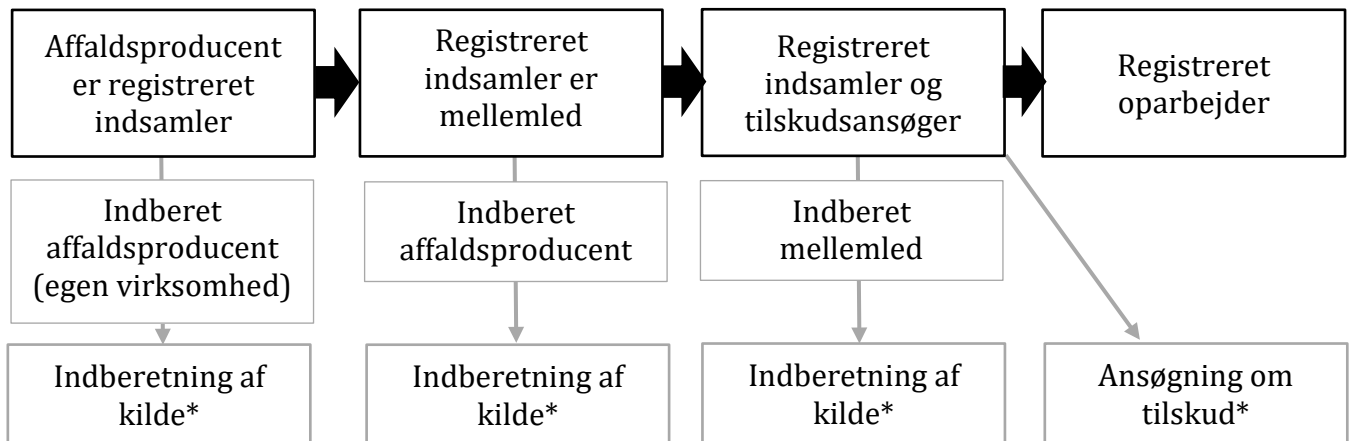 Affaldsproducent
er registreret
indsamler
Registreret
indsamler er
mellemled
Registreret
indsamler og
tilskudsansøger
Registreret
oparbejder
Indberet
affaldsproducent
(egen virksomhed)
Indberet
affaldsproducent
Indberet
mellemled
Indberetning af
kilde*
Indberetning af
kilde*
Indberetning af
kilde*
Ansøgning om
tilskud*